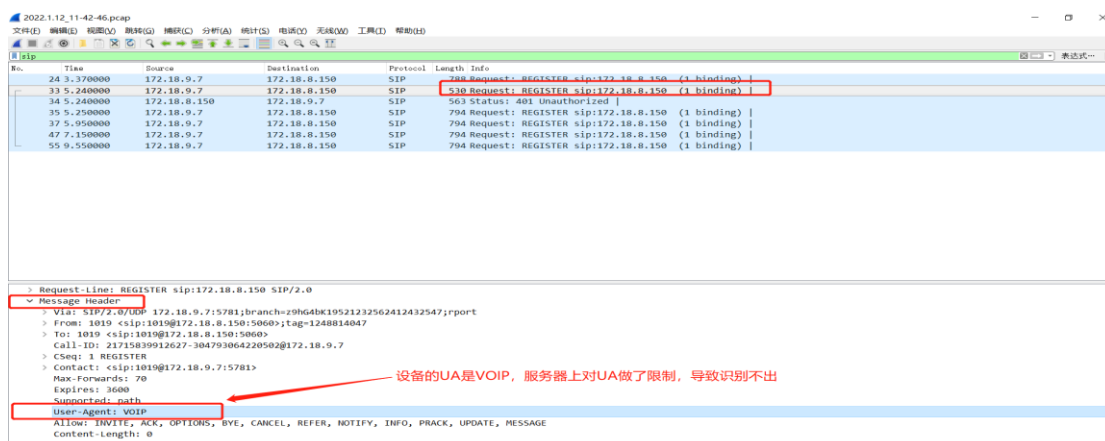 2022.1.12_11-42-46.pcap
文件(F) 编辑(E) 视图(V) 跳转(G) 捕获(C) 分析(A) 统计(S) 电话(Y) 无线(W) 工具(T) 帮助(H)
sip 表达式…
No. Time Source Destination Protocol Length Info
24 3.370000 172.18.9.7 172.18.8.150 SIP 788 Request: REGISTER sip:172.18.8.150 (1 binding) |
33 5.240000 172.18.9.7 172.18.8.150 SIP 530 Request: REGISTER sip:172.18.8.150 (1 binding) |
34 5.240000 172.18.8.150 172.18.9.7 SIP 563 Status: 401 Unauthorized |
35 5.250000 172.18.9.7 172.18.8.150 SIP 794 Request: REGISTER sip:172.18.8.150 (1 binding) |
37 5.950000 172.18.9.7 172.18.8.150 SIP 794 Request: REGISTER sip:172.18.8.150 (1 binding) |
47 7.150000 172.18.9.7 172.18.8.150 SIP 794 Request: REGISTER sip:172.18.8.150 (1 binding) |
55 9.550000 172.18.9.7 172.18.8.150 SIP 794 Request: REGISTER sip:172.18.8.150 (1 binding) |
> Request-Line: REGISTER sip:172.18.8.150 SIP/2.0
Message Header
> Via: SIP/2.0/UDP 172.18.9.7:5781;branch=z9hG4bK19521232562412432547;rport
> From: 1019 <sip:1019@172.18.8.150:5060>;tag=1248814047
> To: 1019 <sip:1019@172.18.8.150:5060>
Call-ID: 21715839912627-304793064220502@172.18.9.7
> CSeq: 1 REGISTER
> Contact: <sip:1019@172.18.9.7:5781>
Max-Forwards: 70
设备的UA是VOIP，服务器上对UA做了限制，导致识别不出
Expires: 3600
Supported: path
User-Agent: VOIP
Allow: INVITE, ACK, OPTIONS, BYE, CANCEL, REFER, NOTIFY, INFO, PRACK, UPDATE, MESSAGE
Content-Length: 0